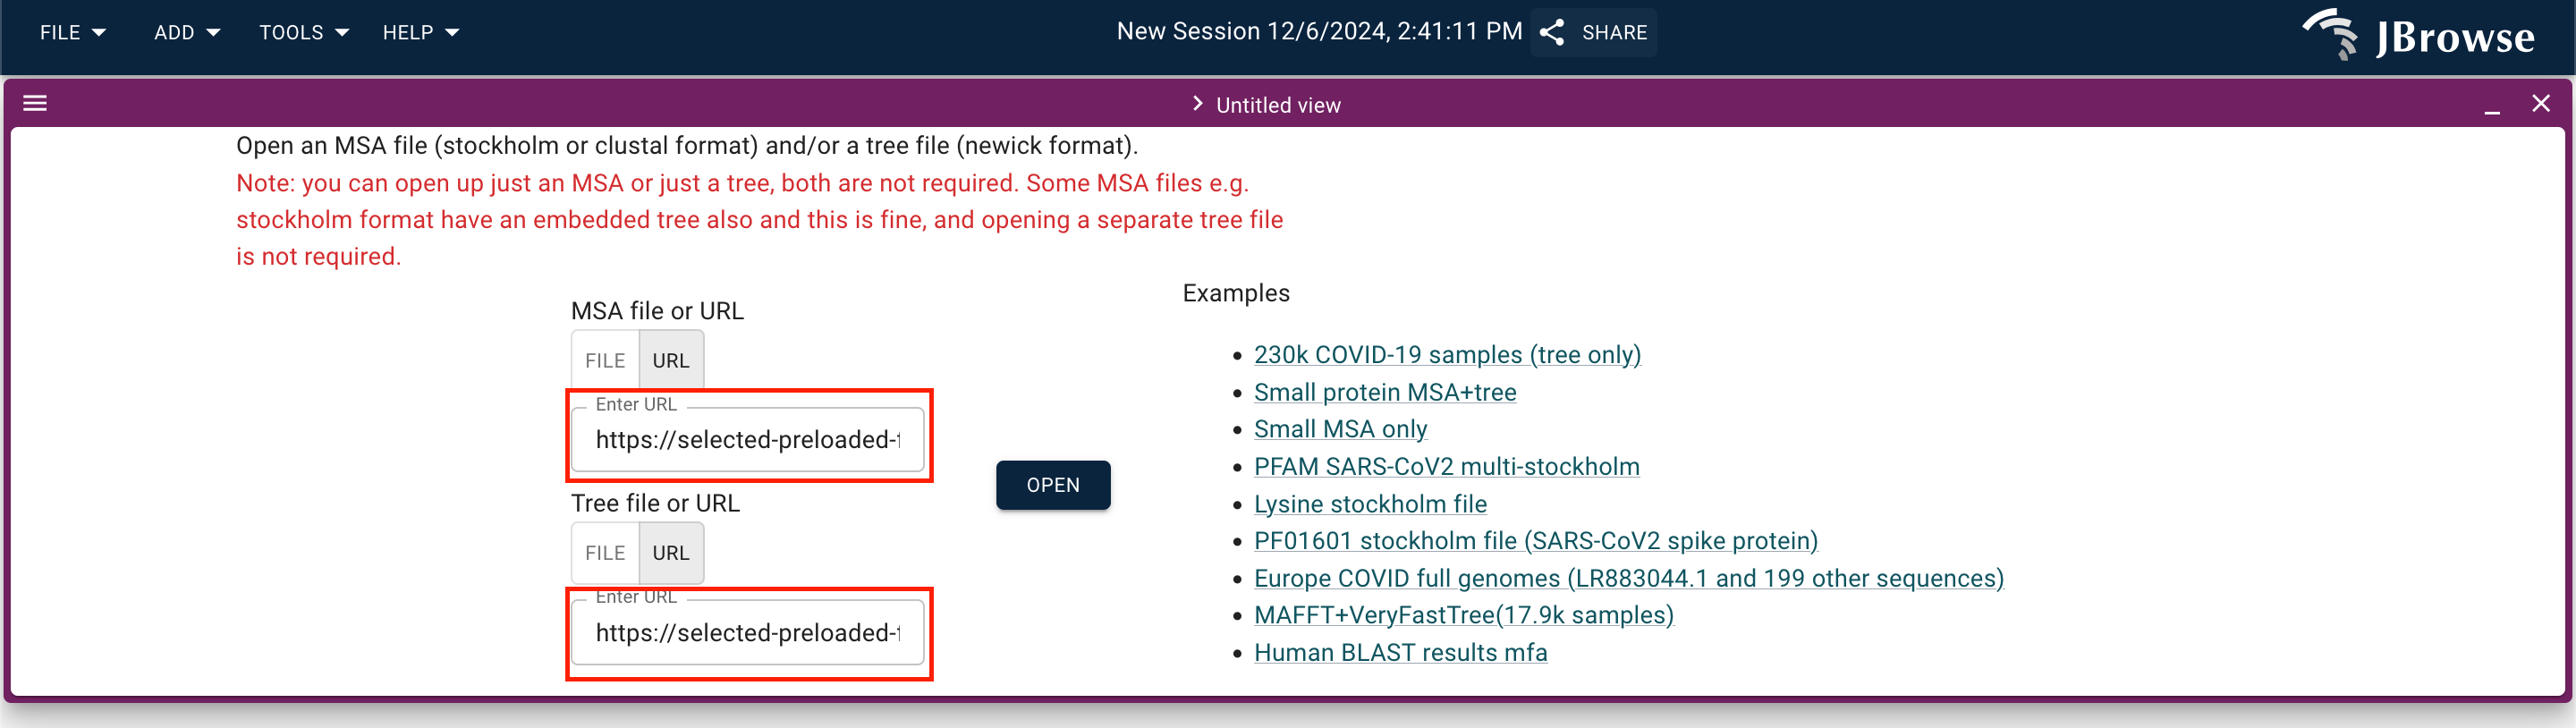 FILE ADD TOOLS HELP New Session 12/6/2024, 2:41:11 PM SHARE JBrowse
Untitled view
Open an MSA file (stockholm or clustal format) and/or a tree file (newick format).
Note: you can open up just an MSA or just a tree, both are not required. Some MSA files e.g.
stockholm format have an embedded tree also and this is fine, and opening a separate tree file
is not required.
MSA file or URL
FILE URL
Enter URL
https://selected-preloaded-
Tree file or URL
FILE URL
Enter URL
https://selected-preloaded-
OPEN
Examples
230k COVID-19 samples (tree only)
Small protein MSA+tree
Small MSA only
PFAM SARS-CoV2 multi-stockholm
Lysine stockholm file
PF01601 stockholm file (SARS-CoV2 spike protein)
Europe COVID full genomes (LR883044.1 and 199 other sequences)
MAFFT+VeryFastTree(17.9k samples)
Human BLAST results mfa